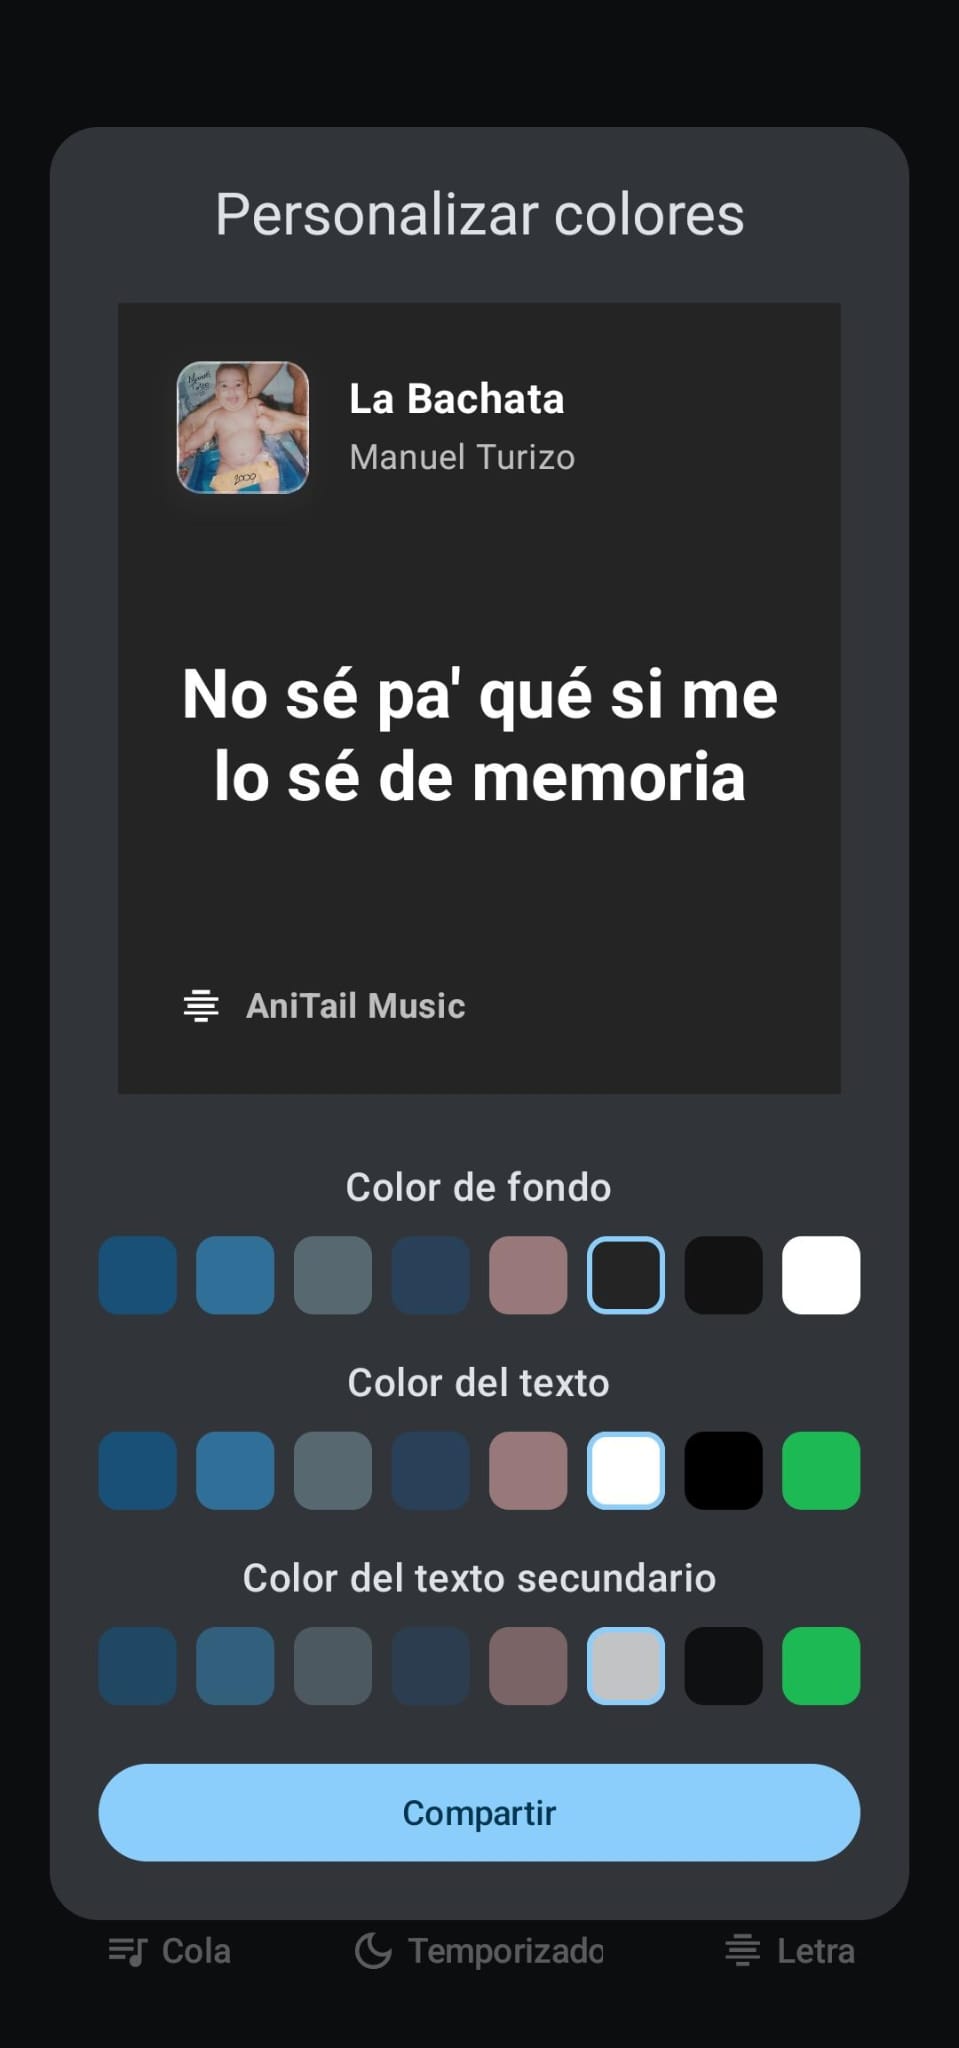 Personalizar colores
La Bachata
Manuel Turizo
2000
No sé pa' qué si me
lo sé de memoria
AniTail Music
Color de fondo
Color del texto
Color del texto secundario
Compartir
Cola
Temporizado
Letra